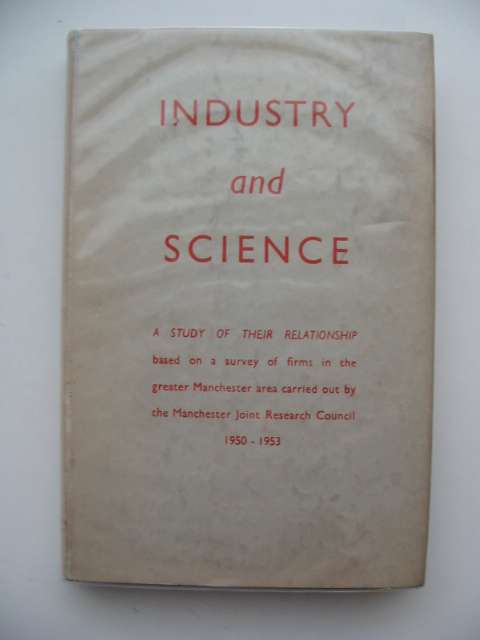 INDUSTRY
and
SCIENCE
A STUDY OF THEIR RELATIONSHIP
based on a survey of firms in the
greater Manchester area carried out by
the Manchester Joint Research Council
1950 - 1953